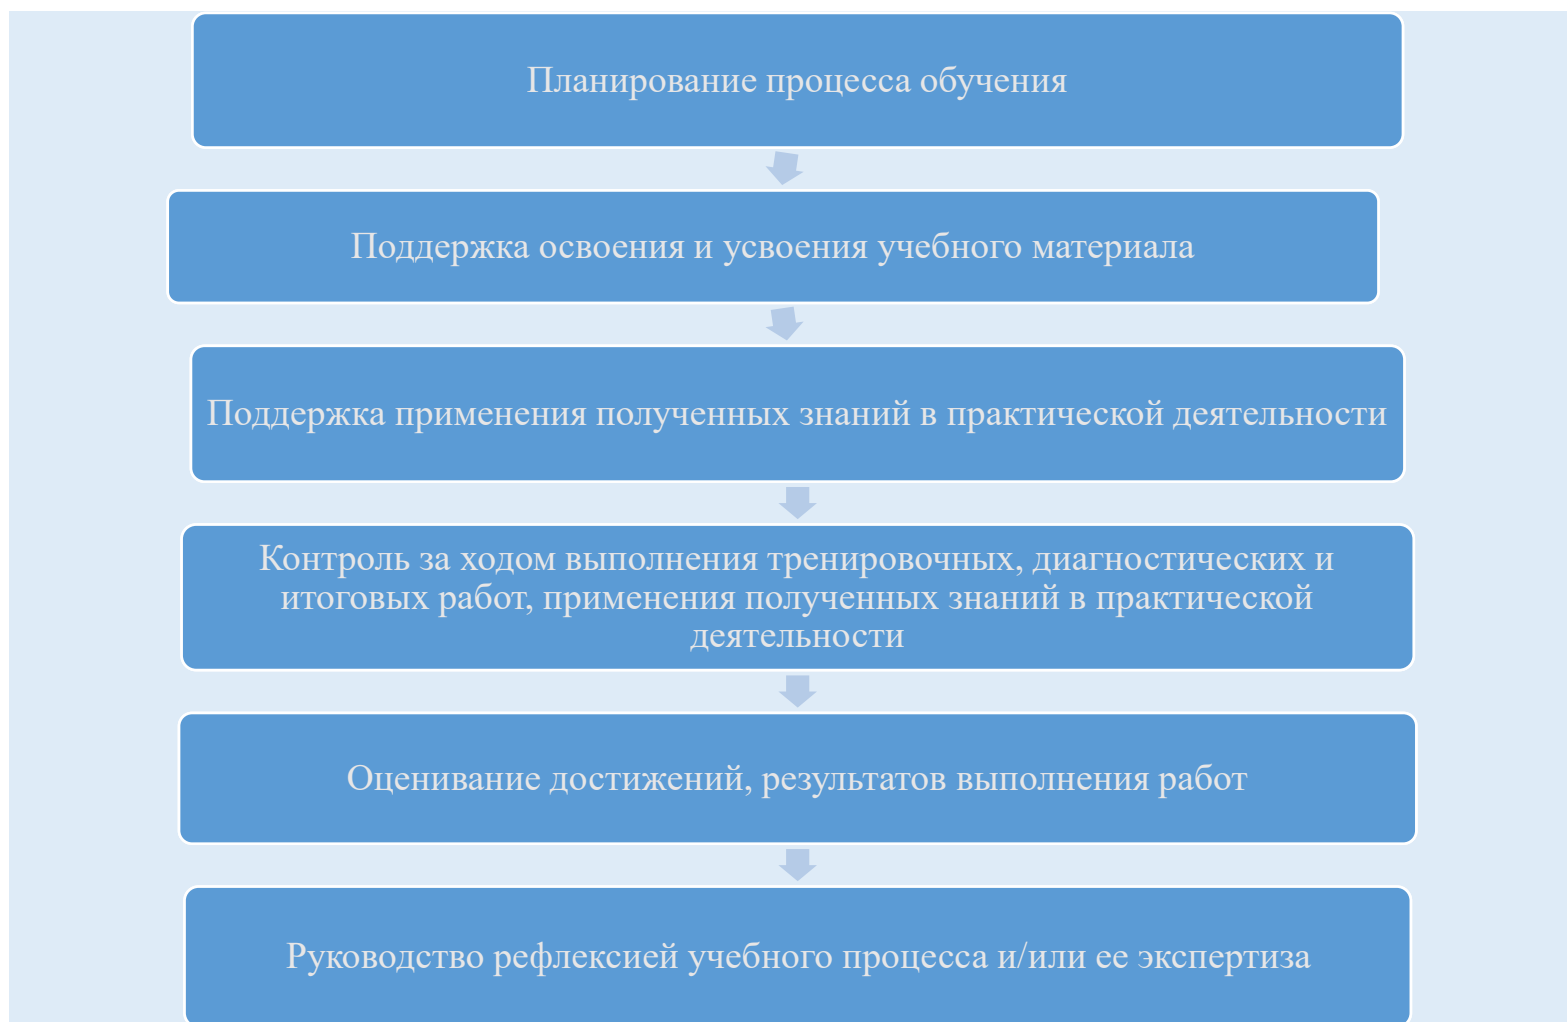 Планирование процесса обучения
Поддержка освоения и усвоения учебного материала
Поддержка применения полученных знаний в практической деятельности
Контроль за ходом выполнения тренировочных, диагностических и
итоговых работ, применения полученных знаний в практической
деятельности
Оценивание достижений, результатов выполнения работ
Руководство рефлексией учебного процесса и/или ее экспертиза